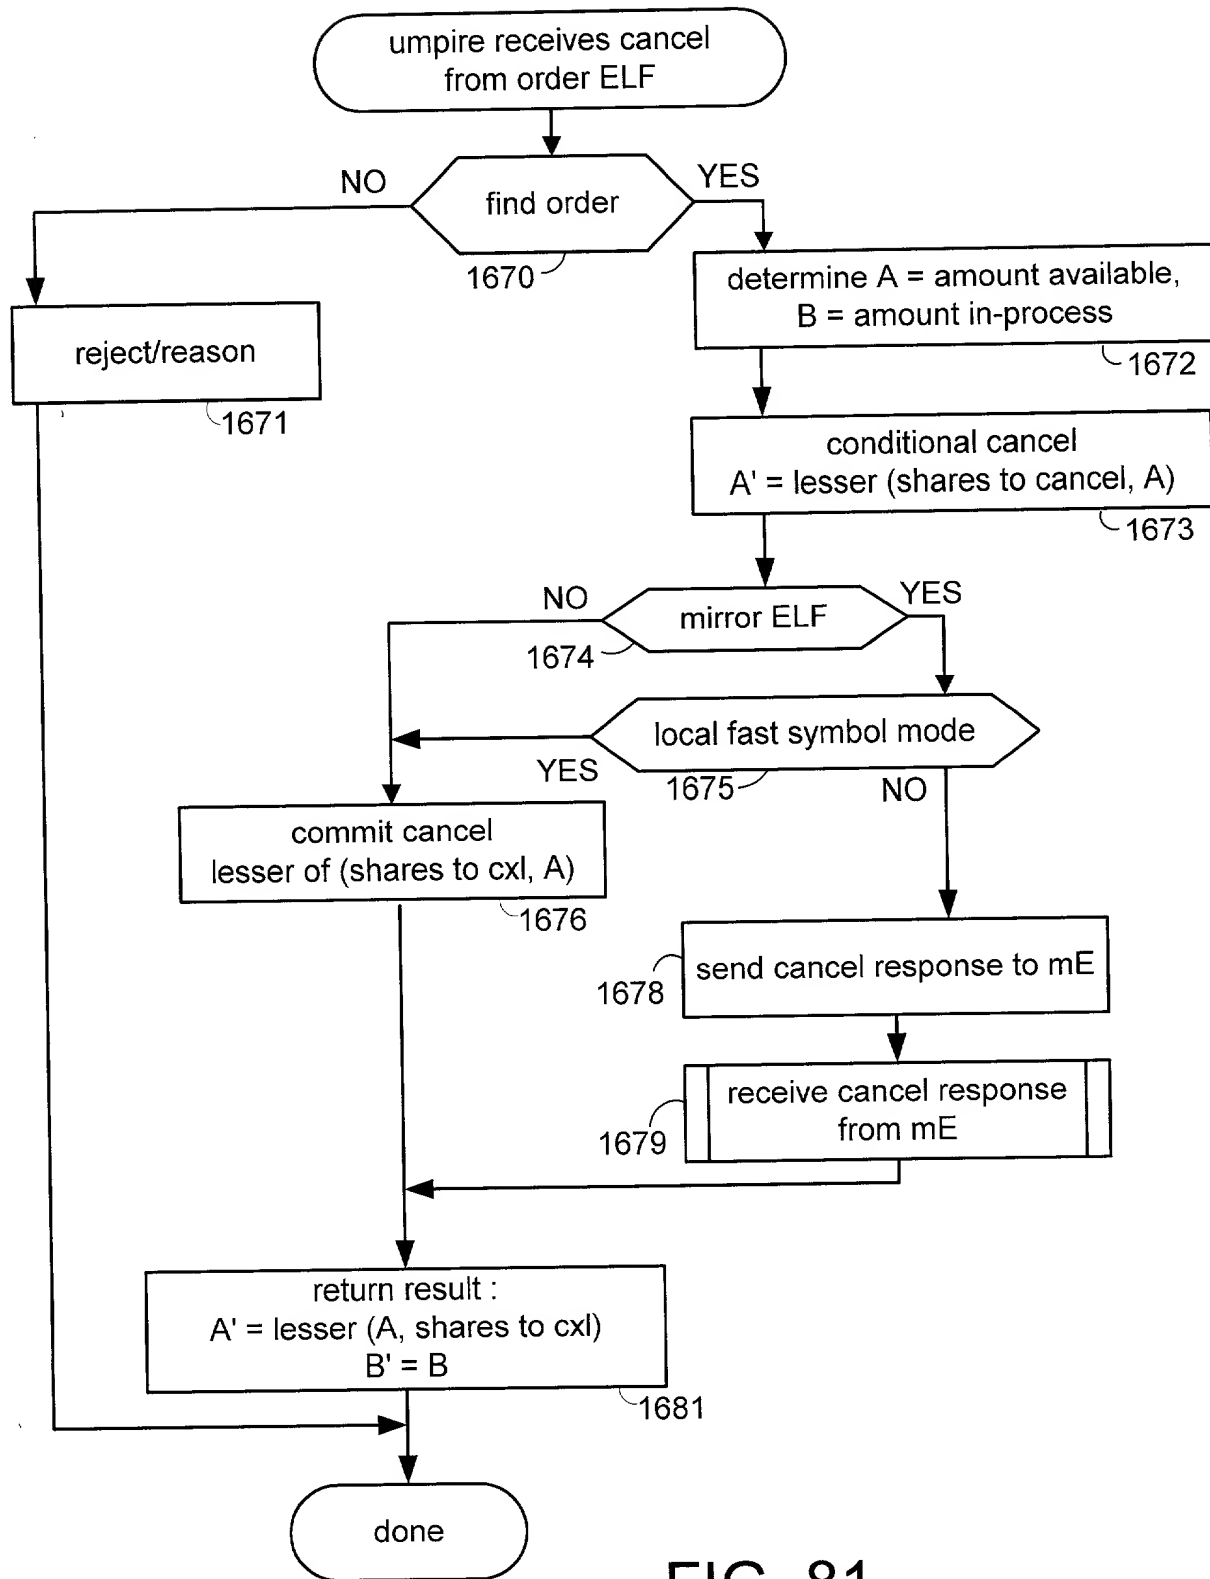 umpire receives cancel
from order ELF
NO
YES
find order
1670
determine A = amount available,
B = amount in-process
1672
reject/reason
1671
conditional cancel
A' = lesser (shares to cancel, A)
1673
NO
YES
mirror ELF
1674
local fast symbol mode
YES
1675
NO
commit cancel
lesser of (shares to cxl, A)
1676
send cancel response to mE
1678
receive cancel response
from mE
1679
return result :
A' = lesser (A, shares to cxl)
B' = B
1681
done
FIG. 81